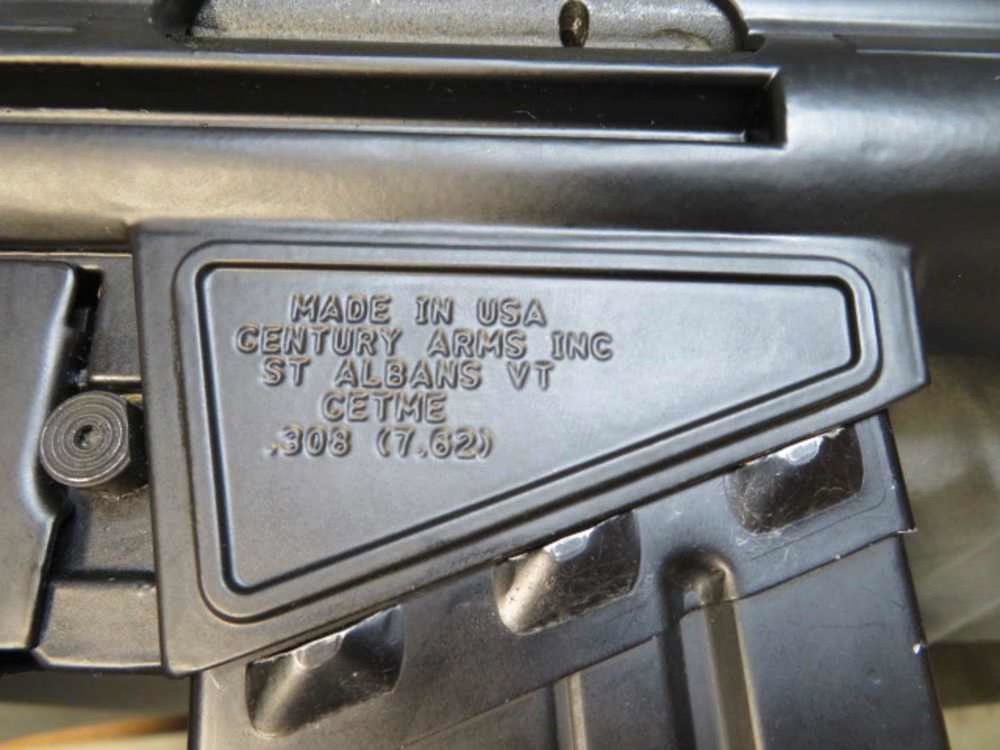 MADE IN USA
CENTURY ARMS INC
ST ALBANS VT
CETME
.308 (7.62)